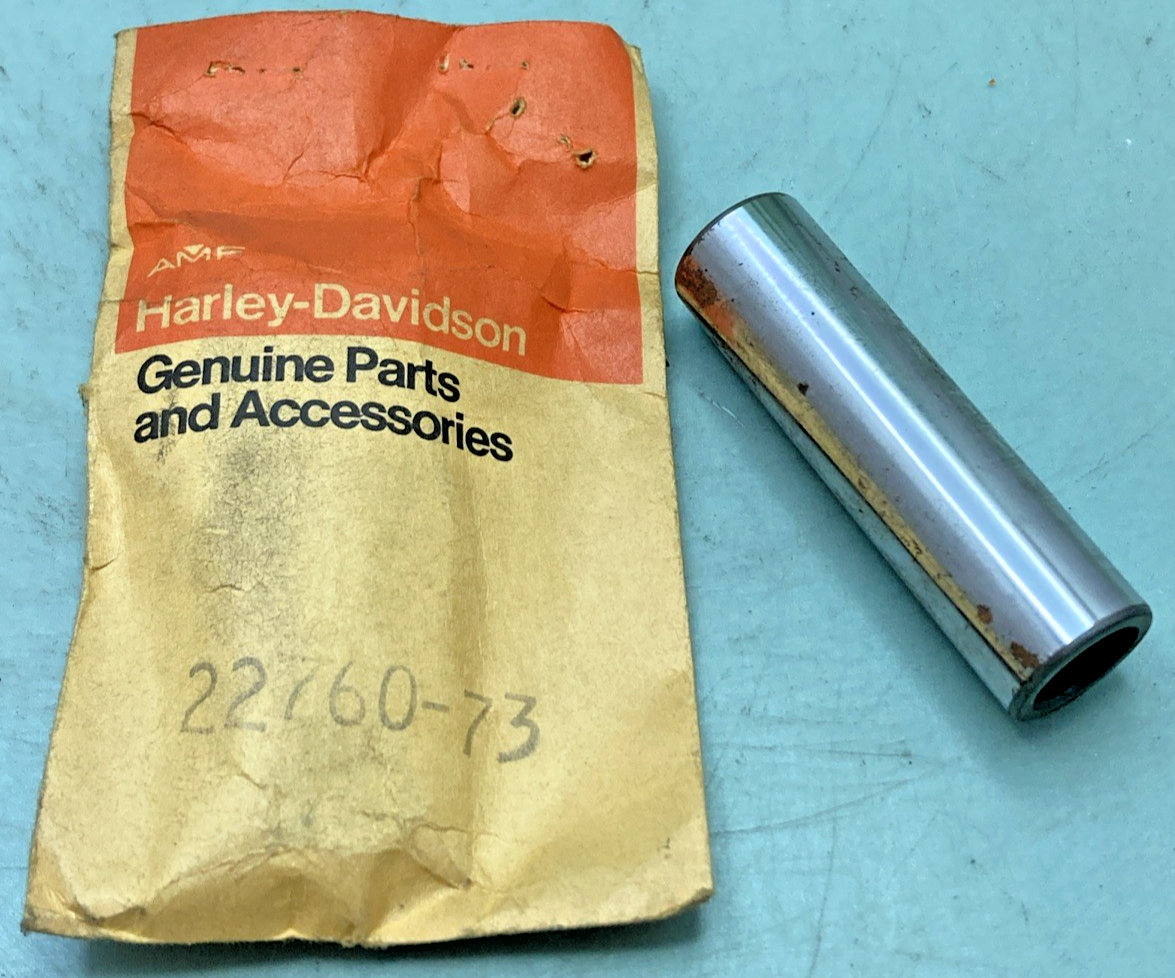 AMF
Harley-Davidson
Genuine Parts
and Accessories
22760-73